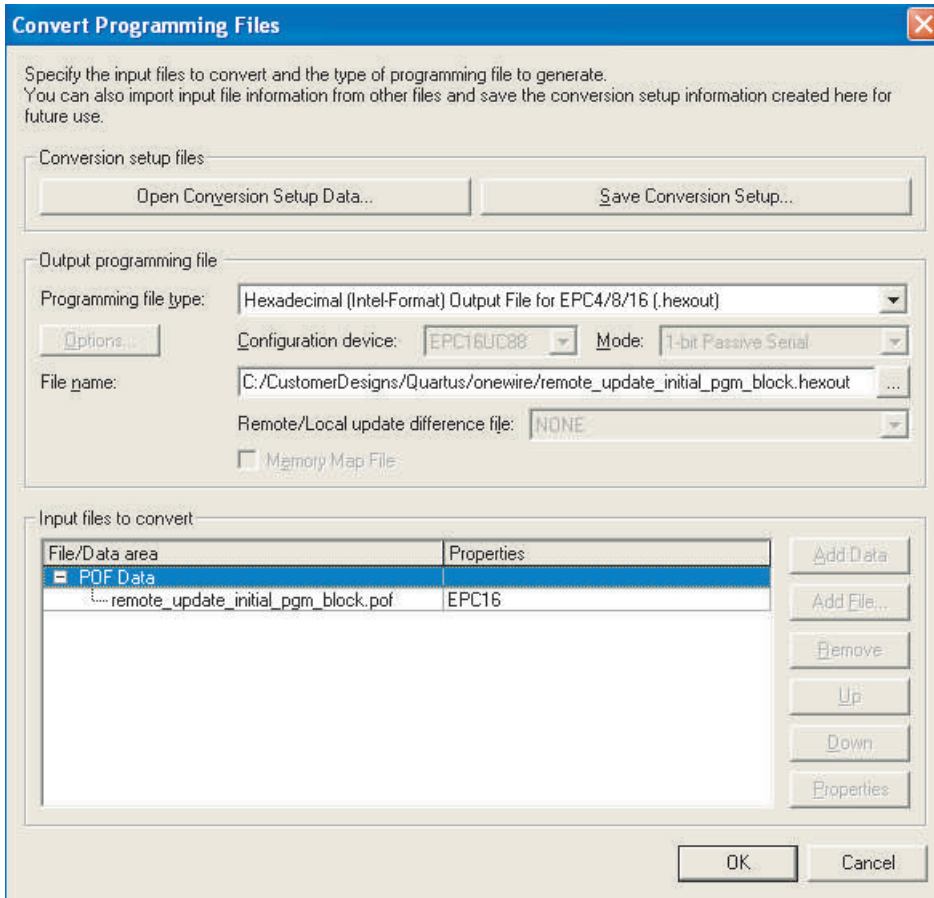 Convert Programming Files
Specify the input files to convert and the type of programming file to generate.
You can also import input file information from other files and save the conversion setup information created here for
future use.
Conversion setup files
Open Conversion Setup Data... Save Conversion Setup...
Output programming file
Programming file type: Hexadecimal (Intel-Format) Output File for EPC4/8/16 (.hexout)
Options... Configuration device: EPC16UC88 Mode: 1-bit Passive Serial
File name: C:/CustomerDesigns/Quartus/onewire/remote_update_initial_pgm_block.hexout ...
Remote/Local update difference file: NONE
Memory Map File
Input files to convert
File/Data area Properties
POF Data
remote_update_initial_pgm_block.pof EPC16
Add Data
Add File...
Remove
Up
Down
Properties
OK Cancel